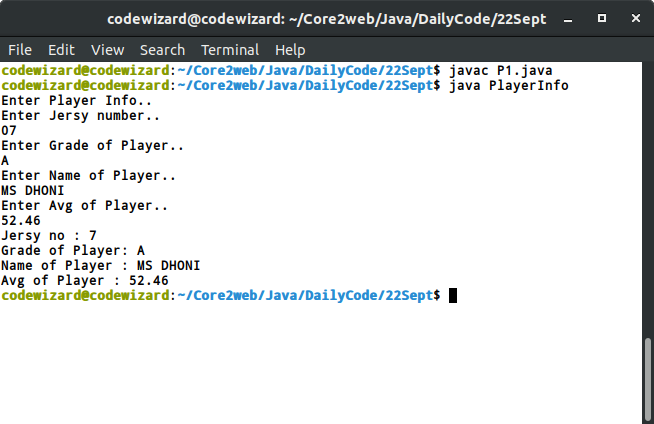 codewizard@codewizard: ~/Core2web/Java/DailyCode/22Sept
File Edit View Search Terminal Help
codewizard@codewizard:~/Core2web/Java/DailyCode/22Sept$ javac P1.java
codewizard@codewizard:~/Core2web/Java/DailyCode/22Sept$ java PlayerInfo
Enter Player Info..
Enter Jersy number..
07
Enter Grade of Player..
A
Enter Name of Player..
MS DHONI
Enter Avg of Player..
52.46
Jersy no : 7
Grade of Player: A
Name of Player : MS DHONI
Avg of Player : 52.46
codewizard@codewizard:~/Core2web/Java/DailyCode/22Sept$